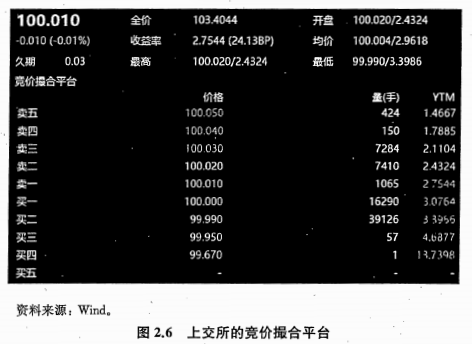 100.010 全价 103.4044 开盘 100.020/2.4324
-0.010 (-0.01%) 收益率 2.7544 (24.13BP) 均价 100.004/2.9618
久期 0.03 最高 100.020/2.4324 最低 99.990/3.3986
竞价撮合平台
价格 量(手) YTM
卖五 100.050 424 1.4667
卖四 100.040 150 1.7885
卖三 100.030 7284 2.1104
卖二 100.020 7410 2.4324
卖一 100.010 1065 2.7544
买一 100.000 16290 3.0764
买二 99.990 39126 3.3966
买三 99.950 57 4.6877
买四 99.670 1 13.7398
买五 - - -
资料来源：Wind。
图 2.6 上交所的竞价撮合平台